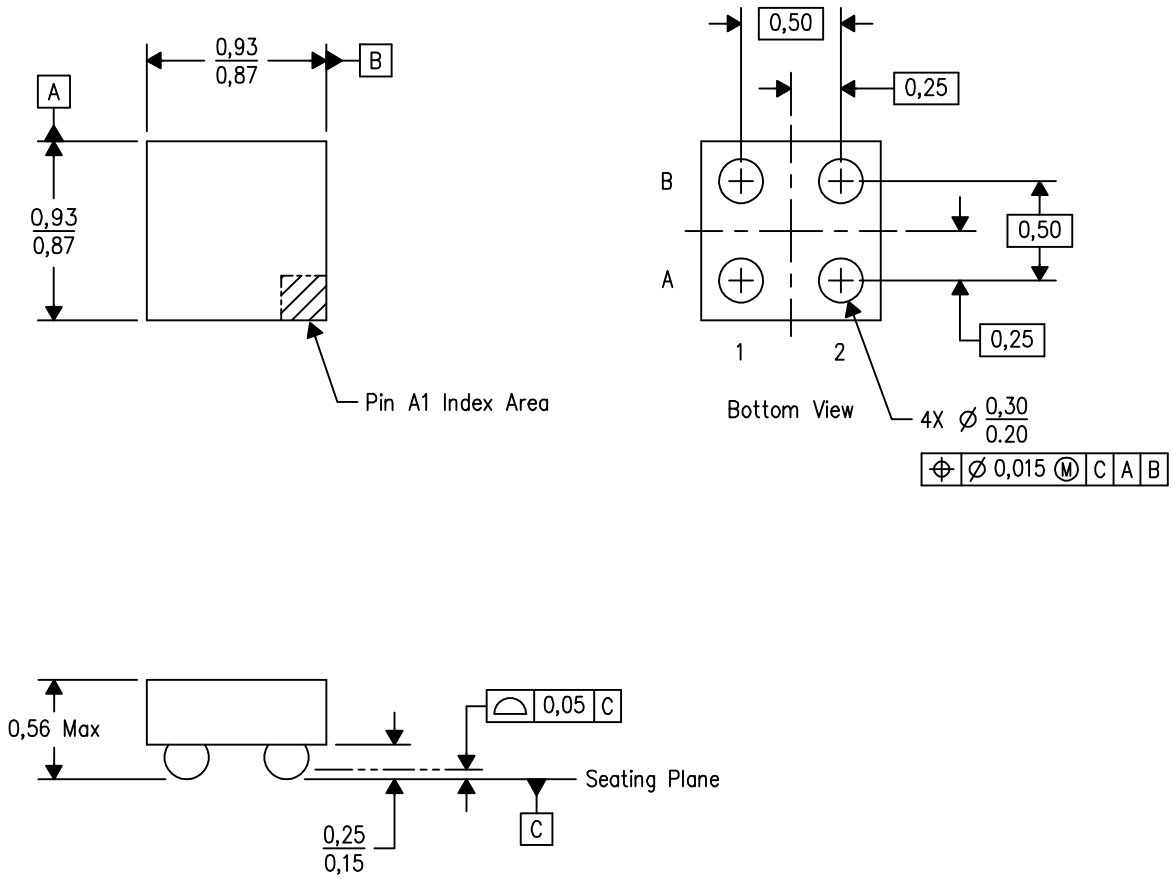 0,50
0,93
0,87
B
A
0,25
0,93
0,87
B
0,50
A
0,25
1 2
Pin A1 Index Area
Bottom View
4X Ø 0,30
0.20
⌖ Ø 0,015 Ⓜ C A B
0,05 C
0,56 Max
Seating Plane
C
0,25
0,15